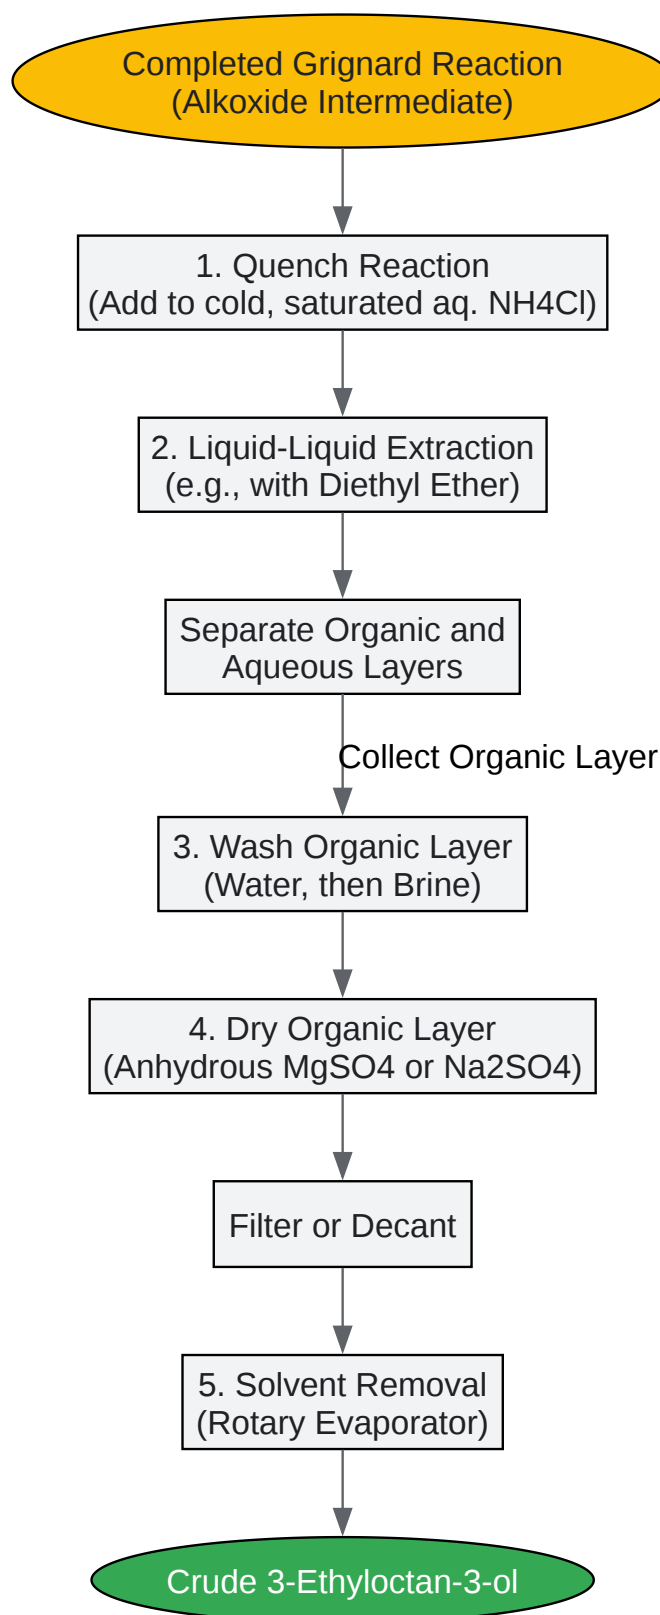 Completed Grignard Reaction
(Alkoxide Intermediate)
1. Quench Reaction
(Add to cold, saturated aq. NH4Cl)
2. Liquid-Liquid Extraction
(e.g., with Diethyl Ether)
Separate Organic and
Aqueous Layers
Collect Organic Layer
3. Wash Organic Layer
(Water, then Brine)
4. Dry Organic Layer
(Anhydrous MgSO4 or Na2SO4)
Filter or Decant
5. Solvent Removal
(Rotary Evaporator)
Crude 3-Ethyloctan-3-ol